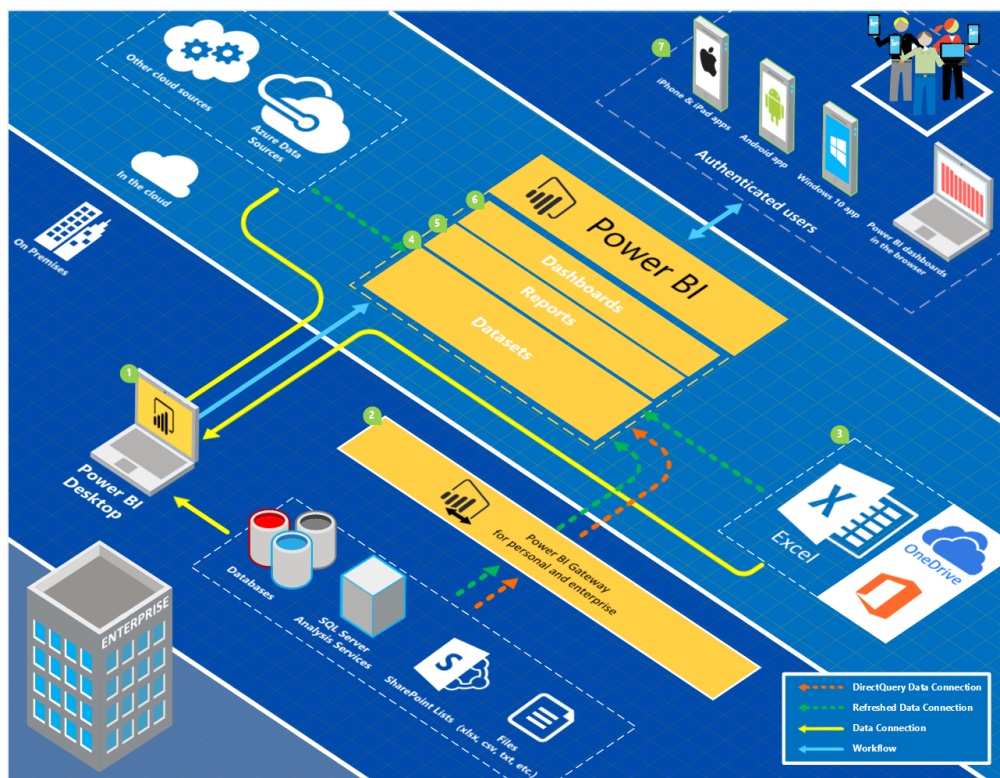 Other cloud sources
Azure Data
Sources
In the cloud
On Premises
7
iPhone & iPad apps
Android app
Windows 10 app
Authenticated users
Power BI dashboards
in the browser
Power BI
6
Dashboards
5
Reports
4
Datasets
1
Power BI
Desktop
2
Power BI Gateway
for personal and enterprise
3
X
Excel
OneDrive
ENTERPRISE
Databases
SQL Server
Analysis Services
S
SharePoint Lists
Files
(xlsx, csv, txt, etc.)
DirectQuery Data Connection
Refreshed Data Connection
Data Connection
Workflow